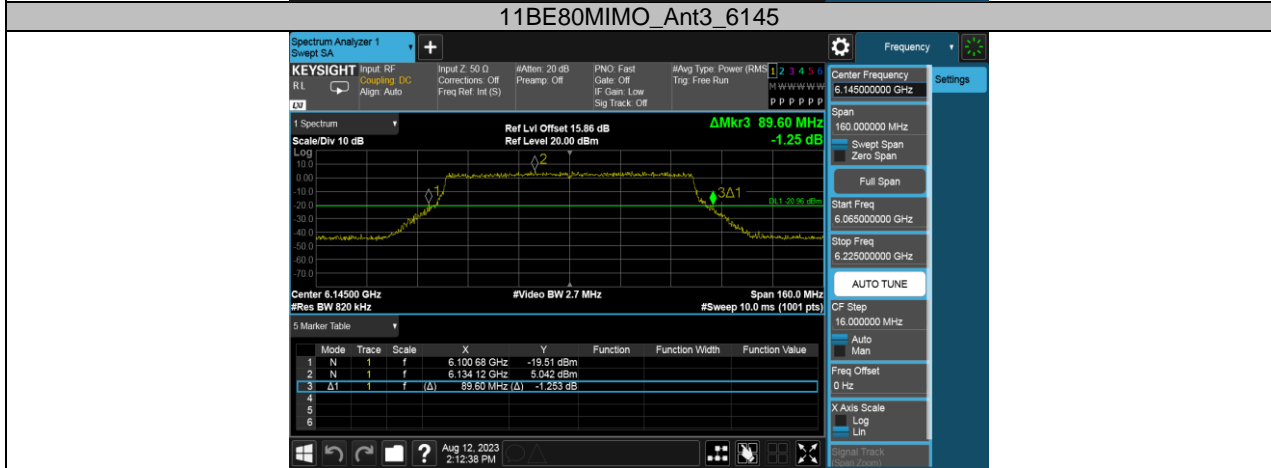 11BE80MIMO_Ant3_6145
Spectrum Analyzer 1
Swept SA
Frequency
KEYSIGHT
RL
LXI
Input: RF
Coupling: DC
Align: Auto
Input Z: 50 Ω
Corrections: Off
Freq Ref: Int (S)
#Atten: 20 dB
Preamp: Off
PNO: Fast
Gate: Off
IF Gain: Low
Sig Track: Off
#Avg Type: Power (RMS
Trig: Free Run
1 2 3 4 5 6
M W W W W W
P P P P P P
Center Frequency
6.145000000 GHz
Settings
1 Spectrum
Scale/Div 10 dB
Ref Lvl Offset 15.86 dB
Ref Level 20.00 dBm
ΔMkr3 89.60 MHz
-1.25 dB
Span
160.000000 MHz
Swept Span
Zero Span
Full Span
Start Freq
6.065000000 GHz
Stop Freq
6.225000000 GHz
AUTO TUNE
CF Step
16.000000 MHz
Auto
Man
Freq Offset
0 Hz
X Axis Scale
Log
Lin
Signal Track
(Span Zoom)
Log
10.0
0.00
-10.0
-20.0
-30.0
-40.0
-50.0
-60.0
-70.0
1
2
3Δ1
DL1 -20.96 dBm
Center 6.14500 GHz
#Video BW 2.7 MHz
Span 160.0 MHz
#Res BW 820 kHz
#Sweep 10.0 ms (1001 pts)
5 Marker Table
Mode Trace Scale X Y Function Function Width Function Value
1 N 1 f 6.100 68 GHz -19.51 dBm
2 N 1 f 6.134 12 GHz 5.042 dBm
3 Δ1 1 f (Δ) 89.60 MHz (Δ) -1.253 dB
4
5
6
?
Aug 12, 2023
2:12:38 PM